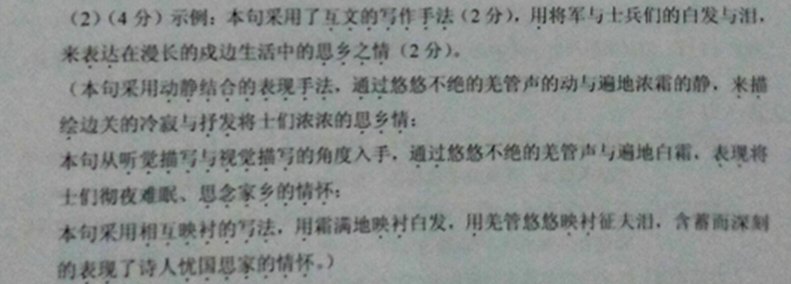 （2）（4 分）示例：本句采用了互文的写作手法（2 分），用将军与士兵们的白发与泪，
来表达在漫长的戍边生活中的思乡之情（2 分）。
（本句采用动静结合的表现手法，通过悠悠不绝的羌管声的动与遍地浓霜的静，来描
绘边关的冷寂与抒发将士们浓浓的思乡情；
本句从听觉描写与视觉描写的角度入手，通过悠悠不绝的羌管声与遍地白霜，表现将
士们彻夜难眠、思念家乡的情怀；
本句采用相互映衬的写法，用霜满地映衬白发，用羌管悠悠映衬征夫泪，含蓄而深刻
的表现了诗人忧国思家的情怀。）